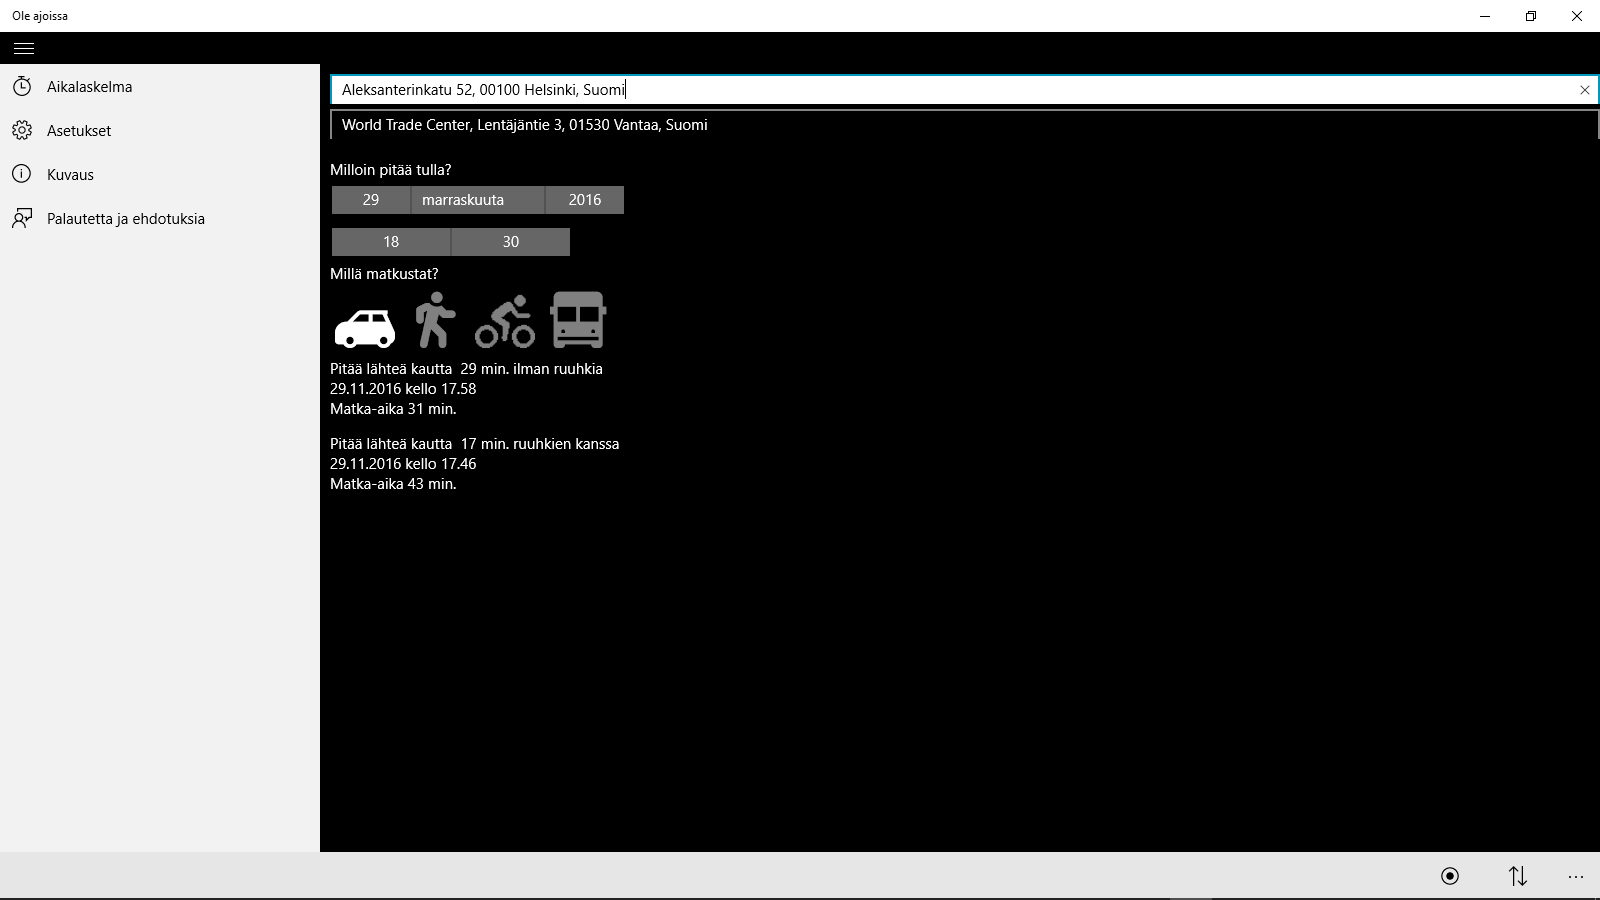 Ole ajoissa
Aikalaskelma
Asetukset
Kuvaus
Palautetta ja ehdotuksia
Aleksanterinkatu 52, 00100 Helsinki, Suomi
World Trade Center, Lentäjäntie 3, 01530 Vantaa, Suomi
Milloin pitää tulla?
29 marraskuuta 2016
18 30
Millä matkustat?
Pitää lähteä kautta  29 min. ilman ruuhkia
29.11.2016 kello 17.58
Matka-aika 31 min.
Pitää lähteä kautta  17 min. ruuhkien kanssa
29.11.2016 kello 17.46
Matka-aika 43 min.